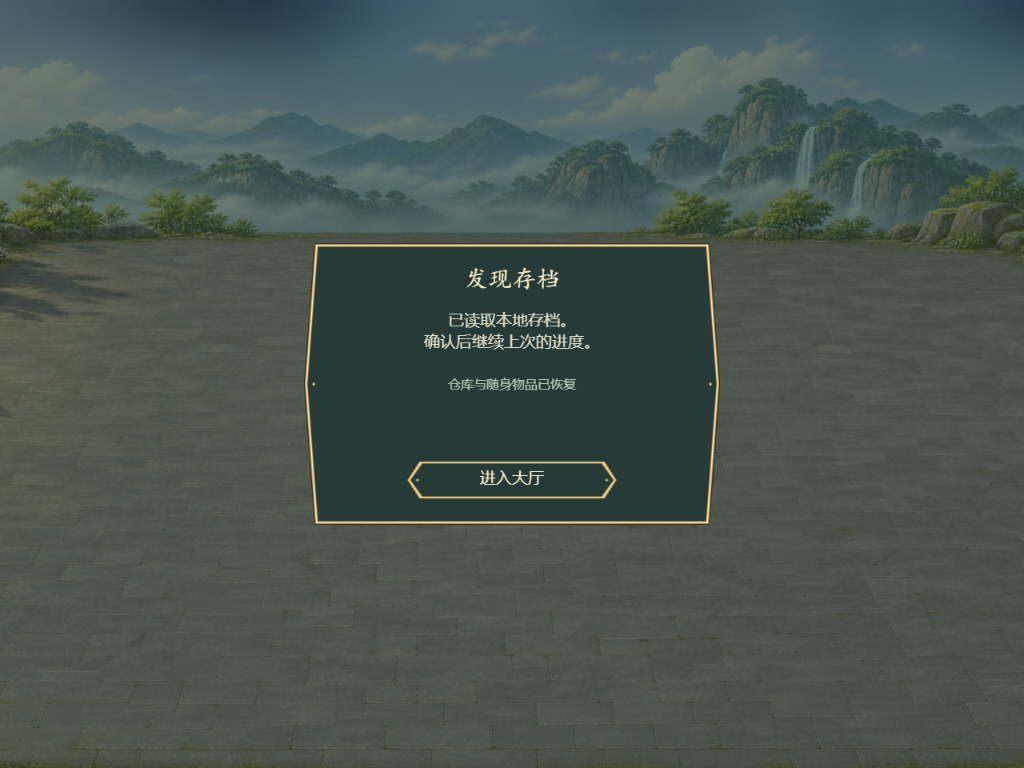 发现存档
已读取本地存档。
确认后继续上次的进度。
仓库与随身物品已恢复
进入大厅